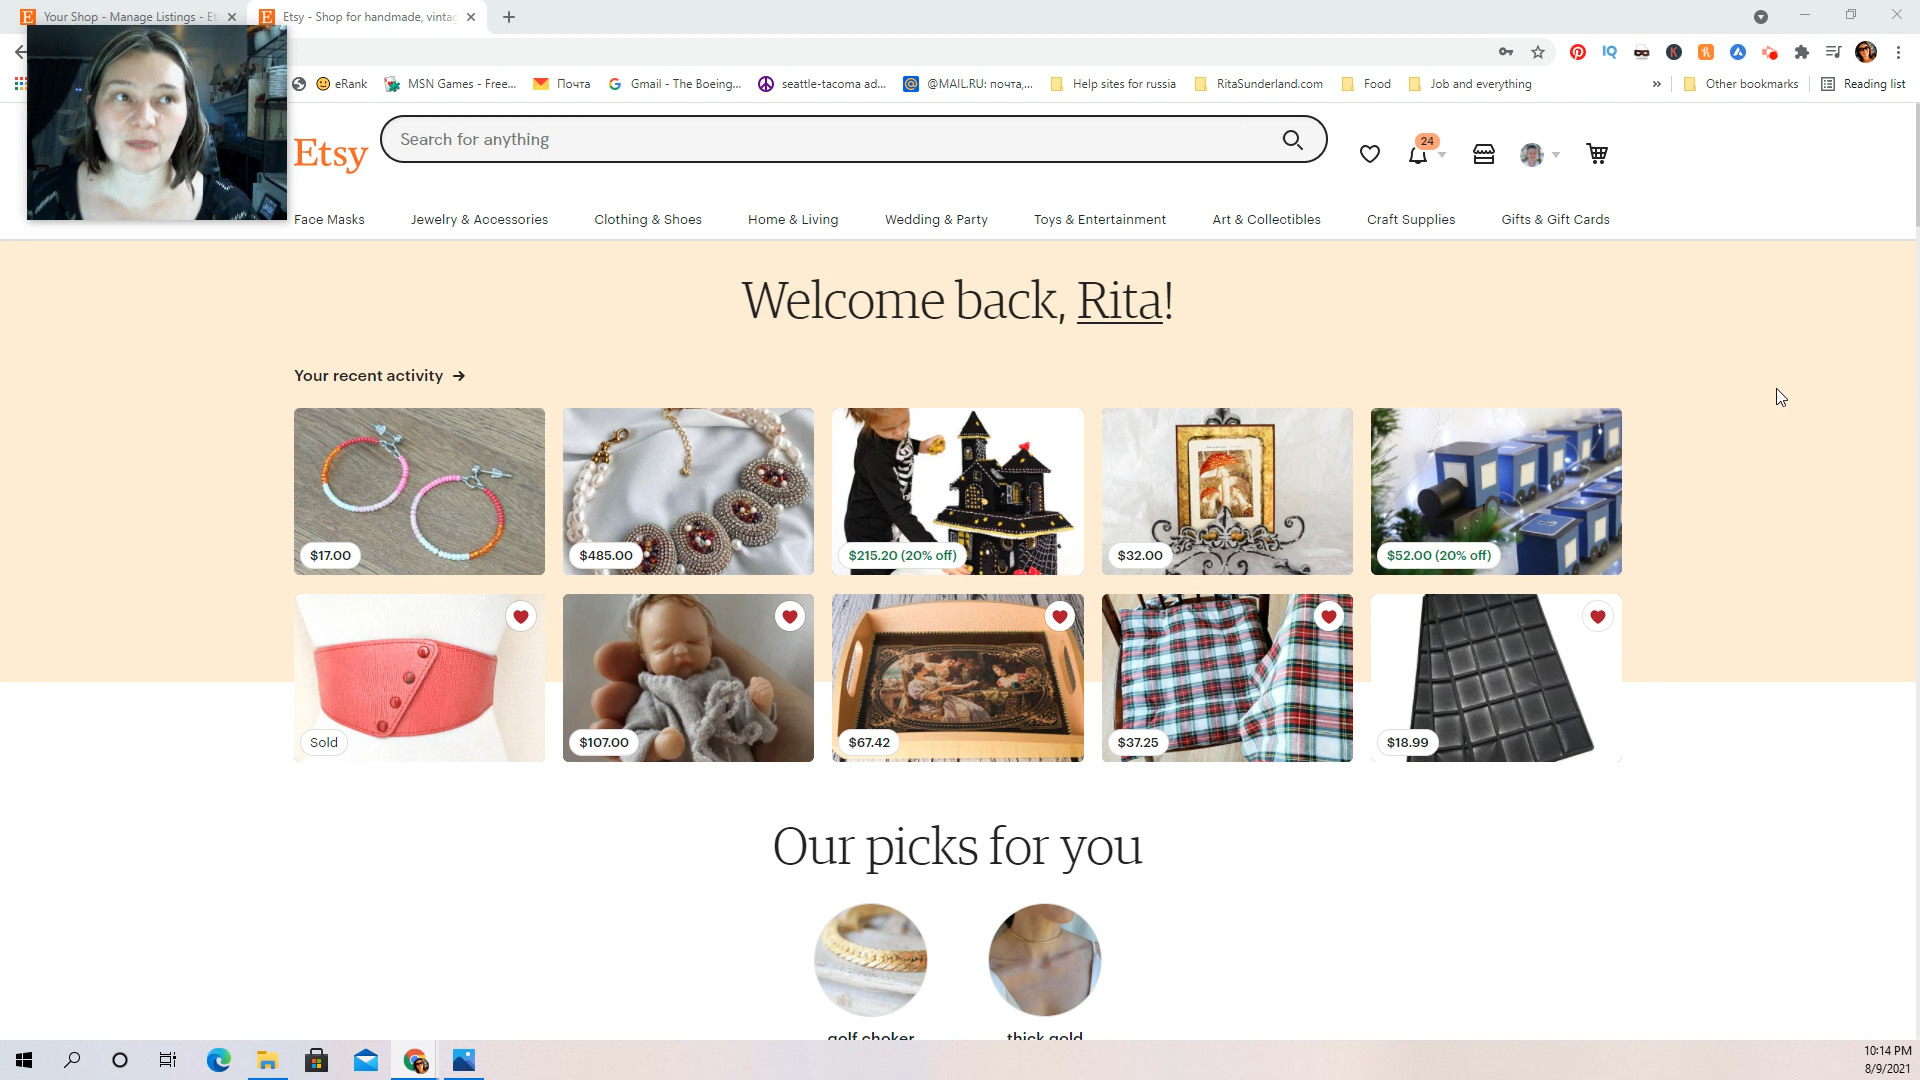 Your Shop - Manage Listings - Et
Etsy - Shop for handmade, vintag
eRank
MSN Games - Free...
Почта
Gmail - The Boeing...
seattle-tacoma ad...
@MAIL.RU: почта,...
Help sites for russia
RitaSunderland.com
Food
Job and everything
»
Other bookmarks
Reading list
Etsy
Search for anything
24
Face Masks
Jewelry & Accessories
Clothing & Shoes
Home & Living
Wedding & Party
Toys & Entertainment
Art & Collectibles
Craft Supplies
Gifts & Gift Cards
Welcome back, Rita!
Your recent activity →
$17.00
$485.00
$215.20 (20% off)
$32.00
$52.00 (20% off)
Sold
$107.00
$67.42
$37.25
$18.99
Our picks for you
golf choker
thick gold
10:14 PM
8/9/2021